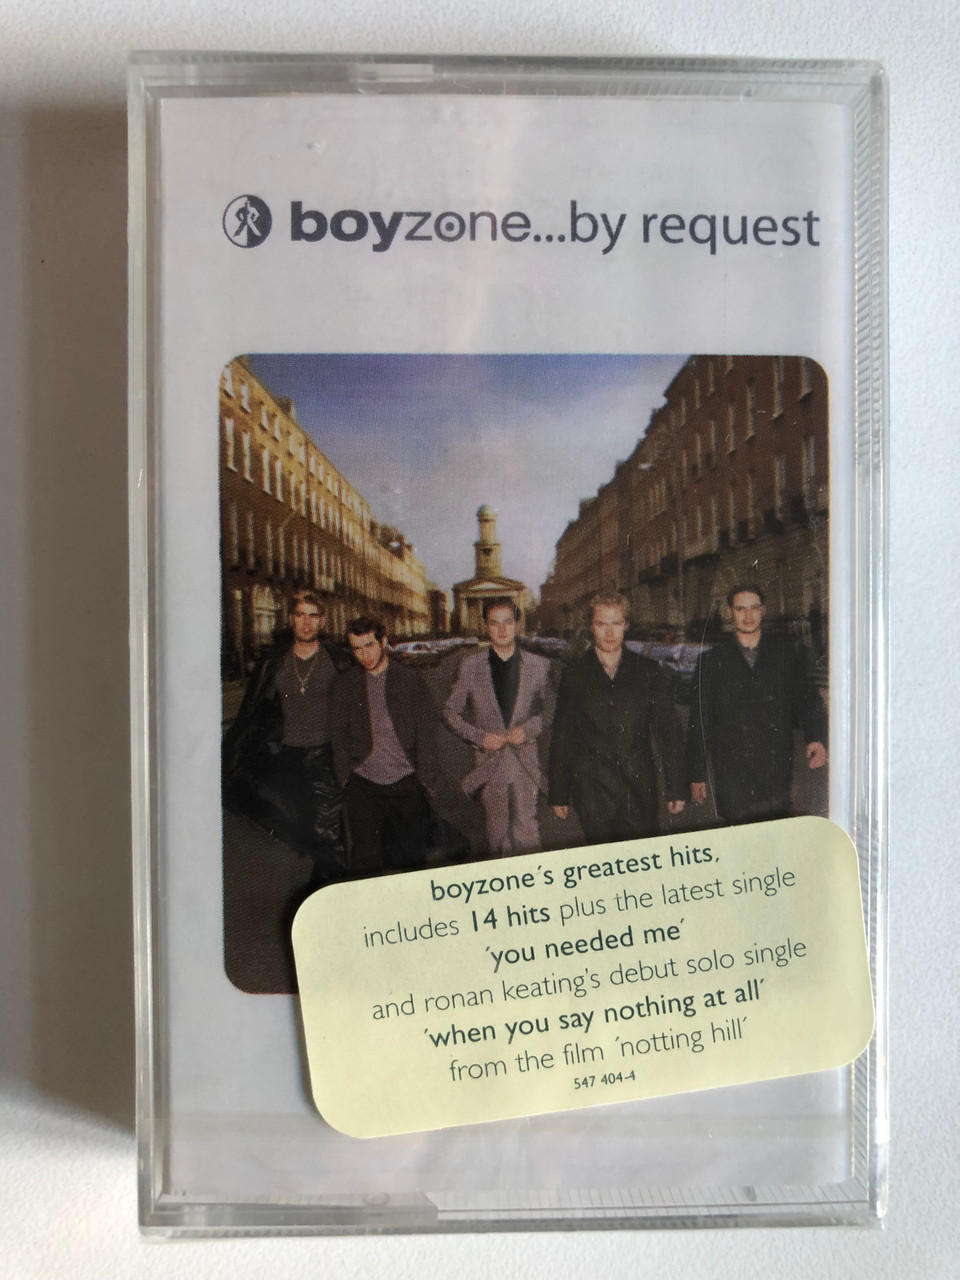 boyzone...by request
boyzone´s greatest hits,
includes 14 hits plus the latest single
´you needed me´
and ronan keating's debut solo single
´when you say nothing at all´
from the film ´notting hill´
547 404-4